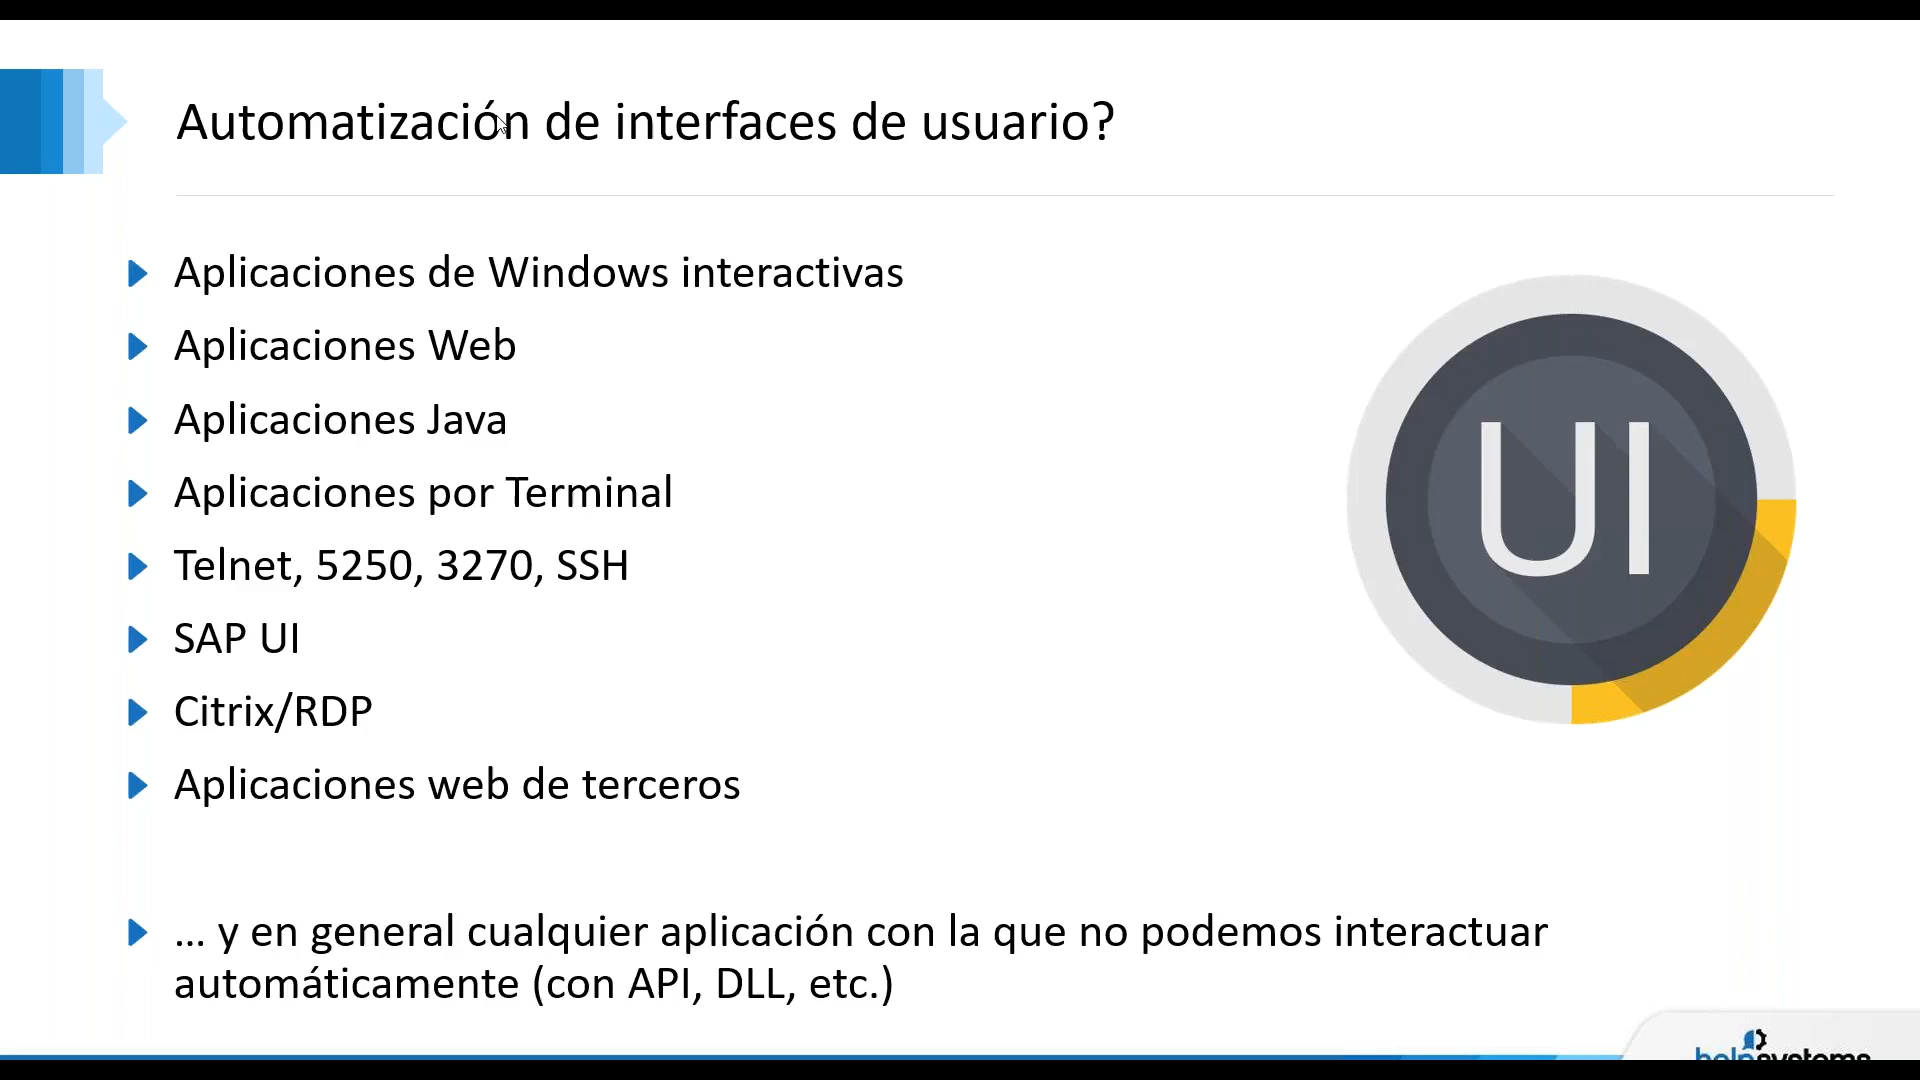 Automatización de interfaces de usuario?
Aplicaciones de Windows interactivas
Aplicaciones Web
Aplicaciones Java
Aplicaciones por Terminal
Telnet, 5250, 3270, SSH
SAP UI
Citrix/RDP
Aplicaciones web de terceros
... y en general cualquier aplicación con la que no podemos interactuar
automáticamente (con API, DLL, etc.)
UI
helpsystems